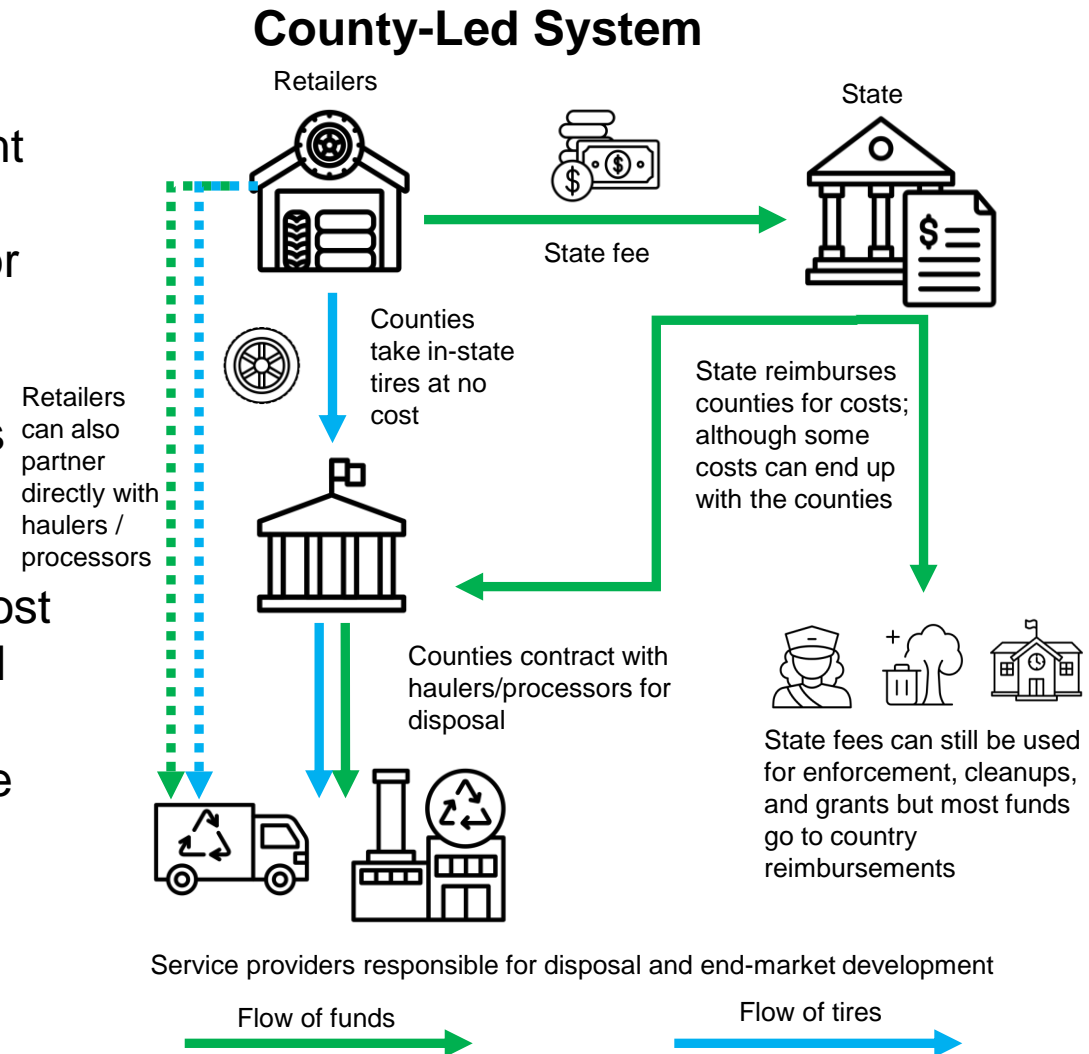 County-Led System
Retailers
State
nt
or
s
ost
l
e
State fee
Counties
take in-state
tires at no
cost
Retailers
can also
partner
directly with
haulers /
processors
State reimburses
counties for costs;
although some
costs can end up
with the counties
Counties contract with
haulers/processors for
disposal
State fees can still be used
for enforcement, cleanups,
and grants but most funds
go to country
reimbursements
Service providers responsible for disposal and end-market development
Flow of funds
Flow of tires